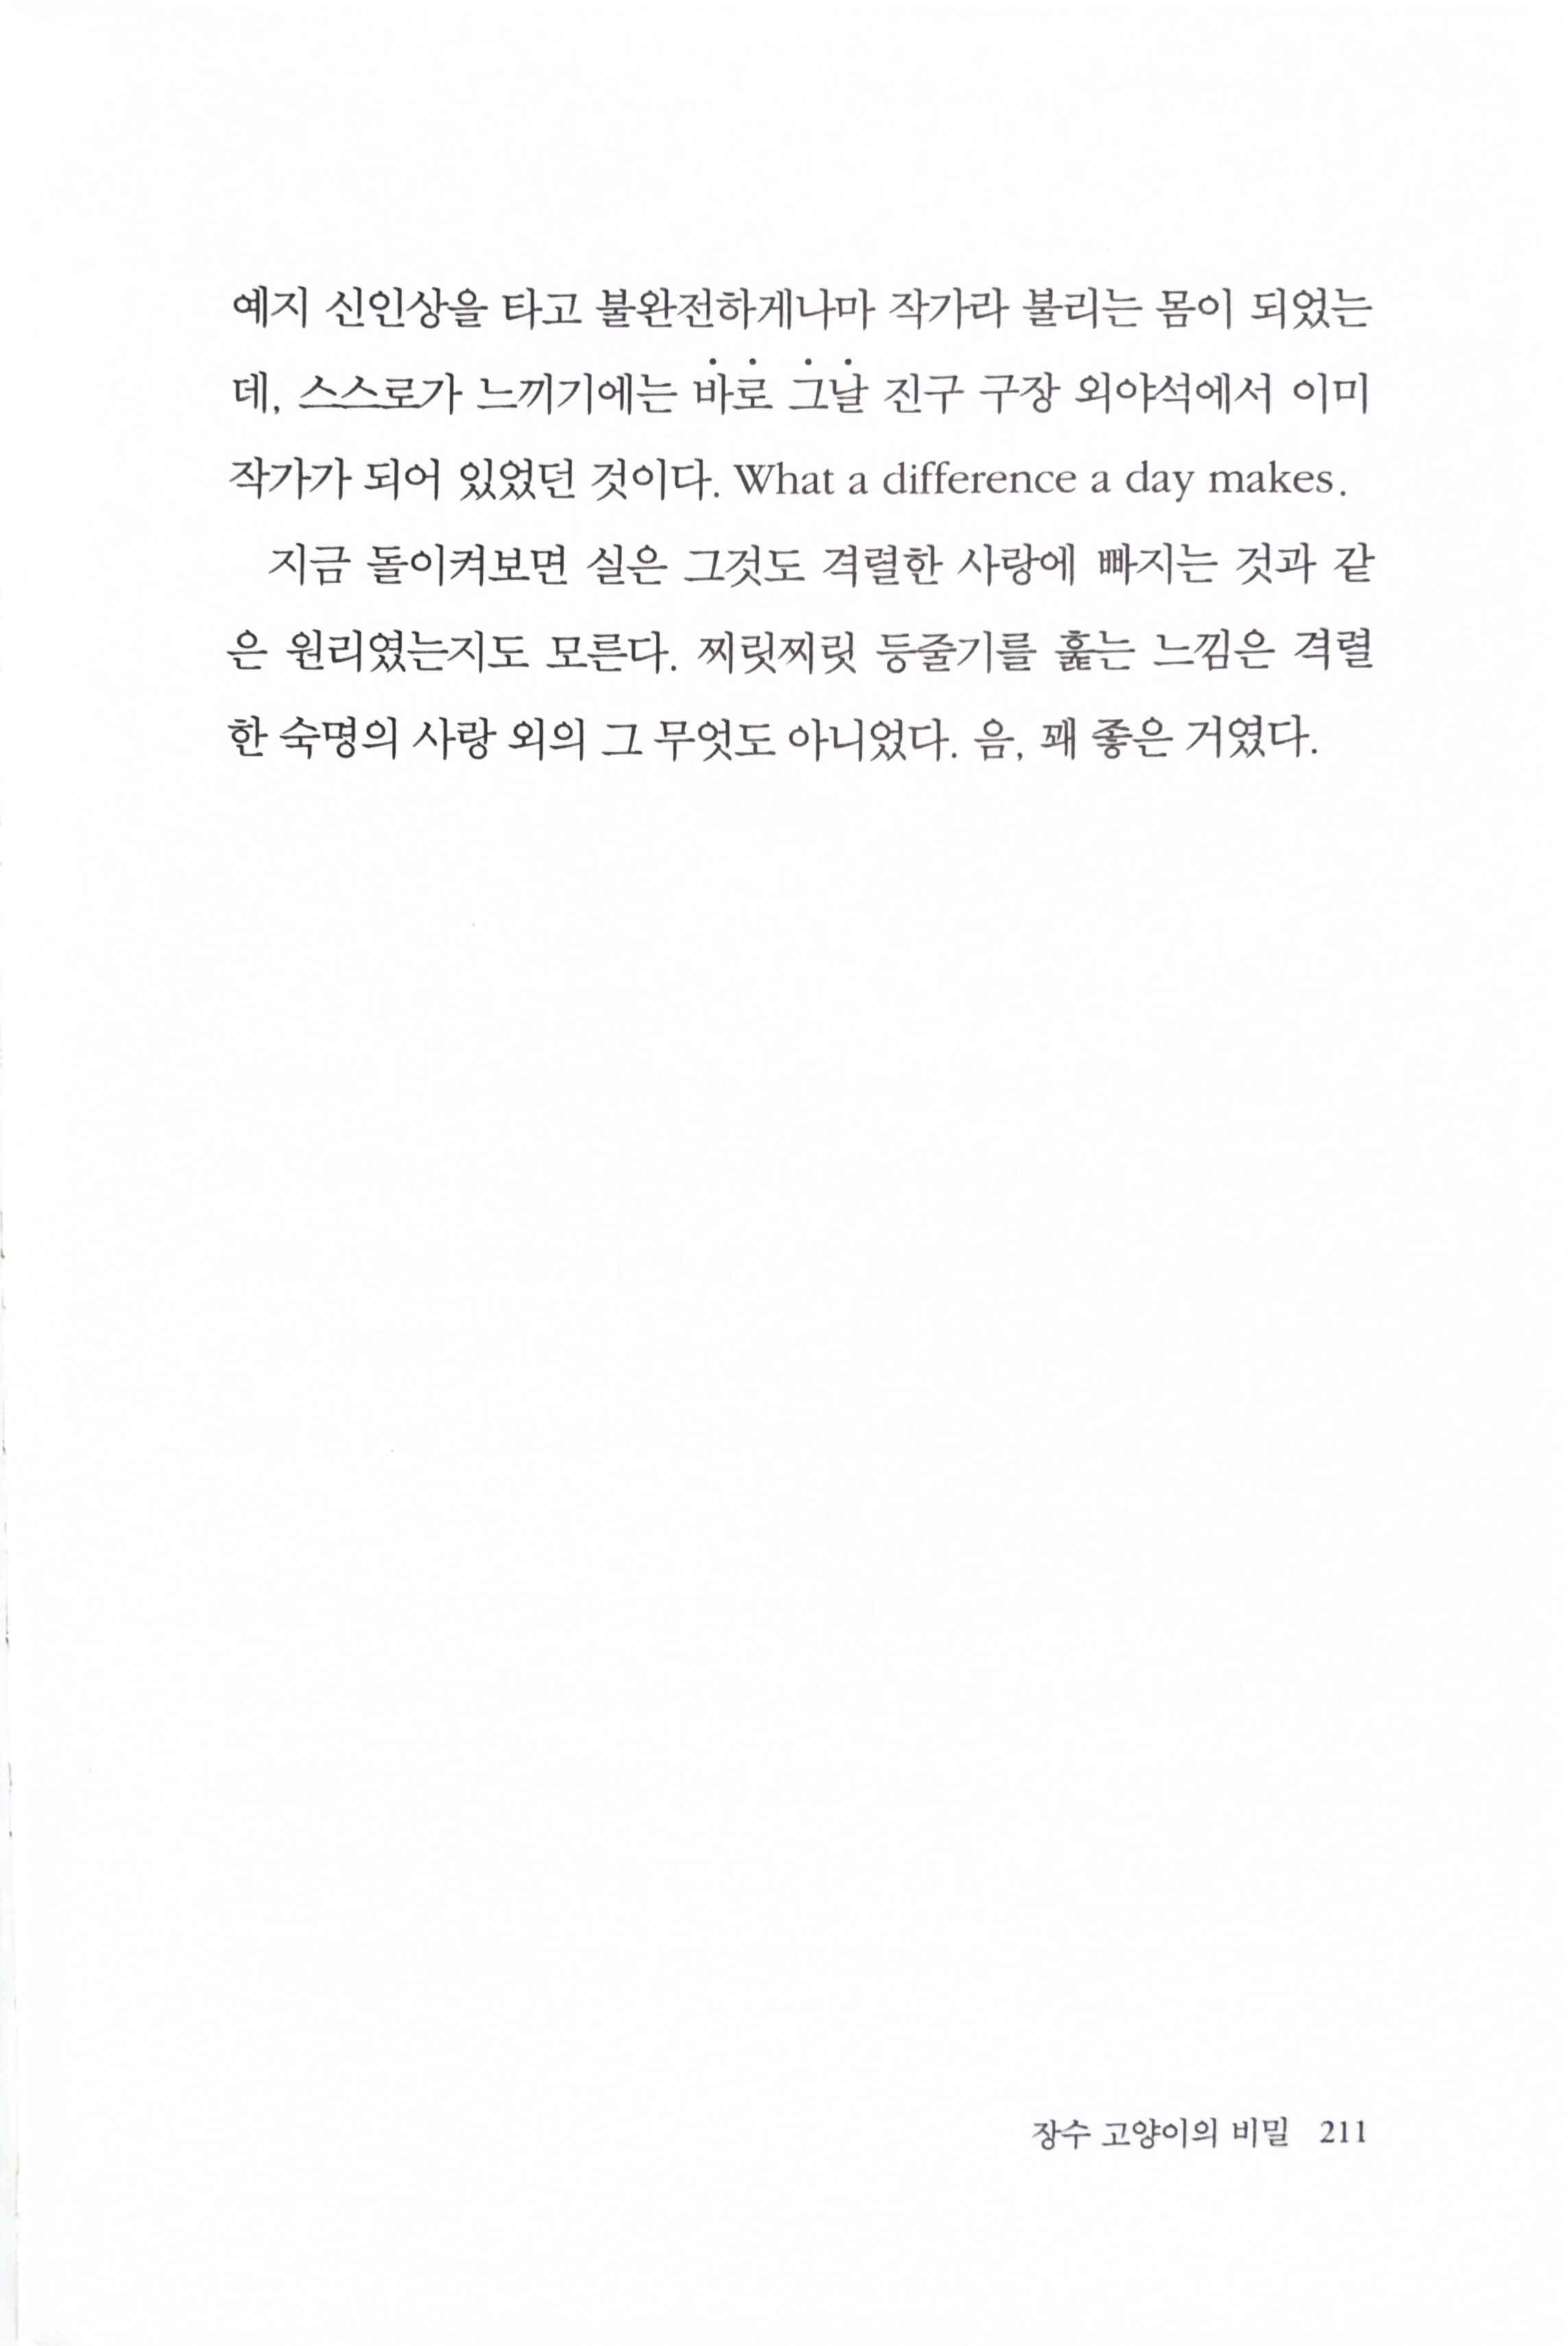 예지 신인상을 타고 불완전하게나마 작가라 불리는 몸이 되었는
데, 스스로가 느끼기에는 바로 그날 진구 구장 외야석에서 이미
작가가 되어 있었던 것이다. What a difference a day makes.
지금 돌이켜보면 실은 그것도 격렬한 사랑에 빠지는 것과 같
은 원리였는지도 모른다. 찌릿찌릿 등줄기를 훑는 느낌은 격렬
한 숙명의 사랑 외의 그 무엇도 아니었다. 음, 꽤 좋은 거였다.
장수 고양이의 비밀 211